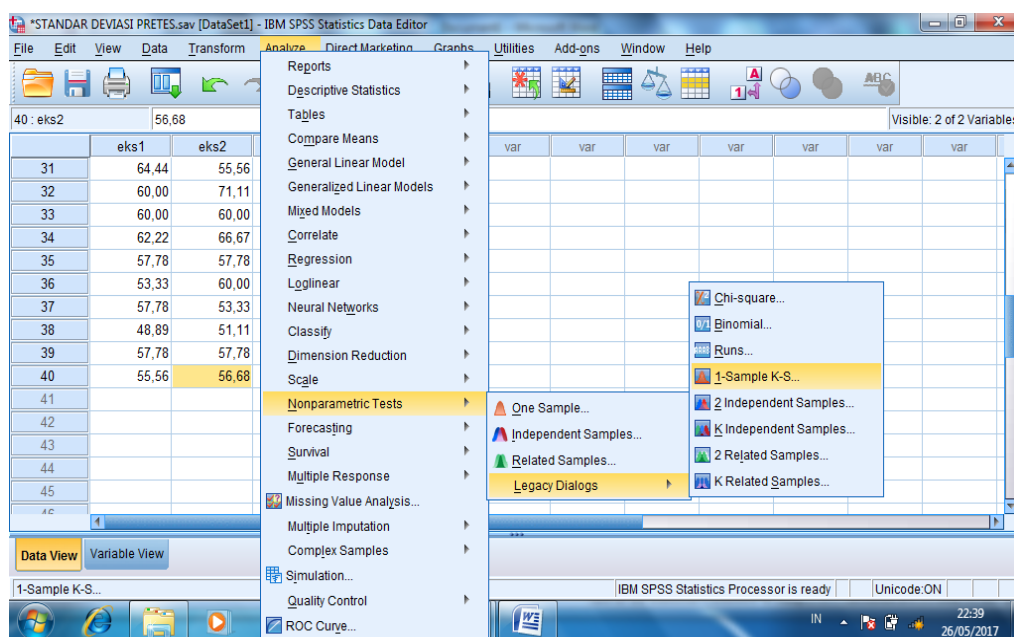 *STANDAR DEVIASI PRETES.sav [DataSet1] - IBM SPSS Statistics Data Editor
File Edit View Data Transform Analyze Direct Marketing Graphs Utilities Add-ons Window Help
40 : eks2 56,68 Visible: 2 of 2 Variables
eks1 eks2 var var var var var var var
31 64,44 55,56
32 60,00 71,11
33 60,00 60,00
34 62,22 66,67
35 57,78 57,78
36 53,33 60,00
37 57,78 53,33
38 48,89 51,11
39 57,78 57,78
40 55,56 56,68
41
42
43
44
45
46
Reports
Descriptive Statistics
Tables
Compare Means
General Linear Model
Generalized Linear Models
Mixed Models
Correlate
Regression
Loglinear
Neural Networks
Classify
Dimension Reduction
Scale
Nonparametric Tests
Forecasting
Survival
Multiple Response
Missing Value Analysis...
Multiple Imputation
Complex Samples
Simulation...
Quality Control
ROC Curve...
One Sample...
Independent Samples...
Related Samples...
Legacy Dialogs
Chi-square...
Binomial...
Runs...
1-Sample K-S...
2 Independent Samples...
K Independent Samples...
2 Related Samples...
K Related Samples...
Data View Variable View
1-Sample K-S... IBM SPSS Statistics Processor is ready Unicode:ON
IN 22:39
26/05/2017